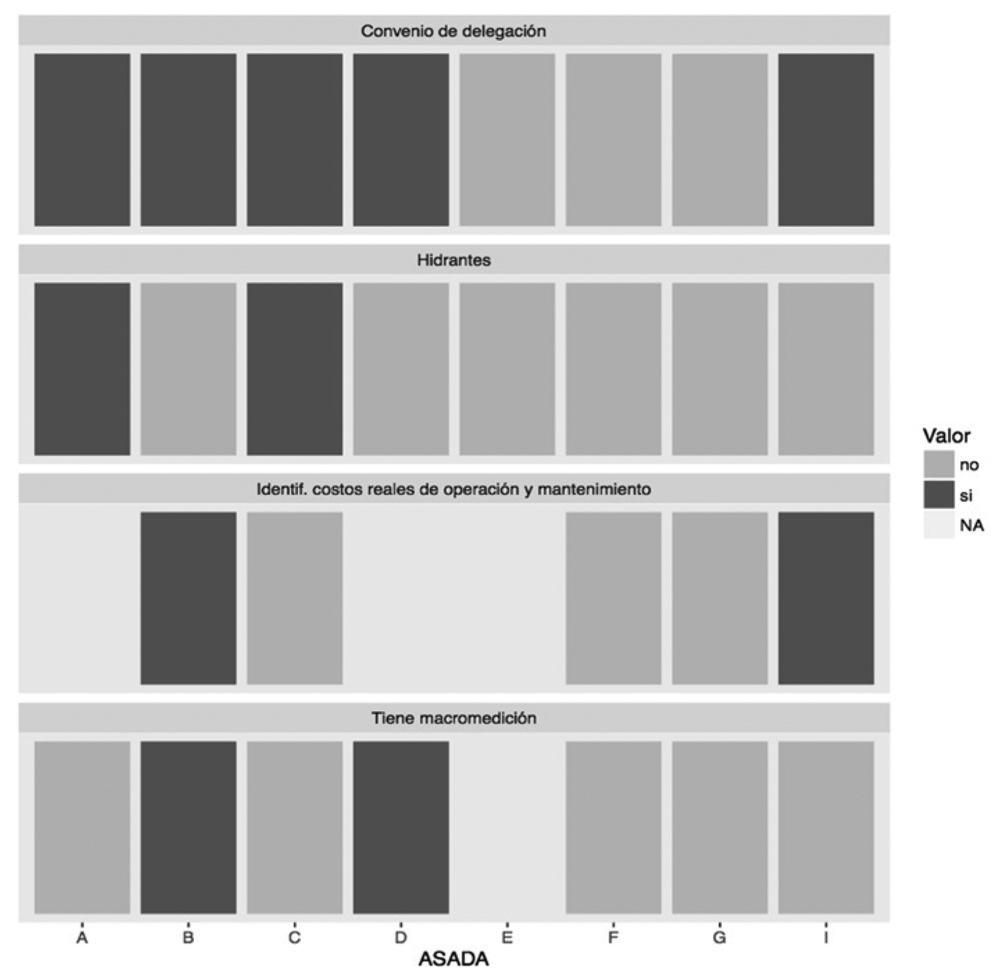 Convenio de delegación
Hidrantes
Identif. costos reales de operación y mantenimiento
Tiene macromedición
A B C D E F G I
ASADA
Valor
no
si
NA